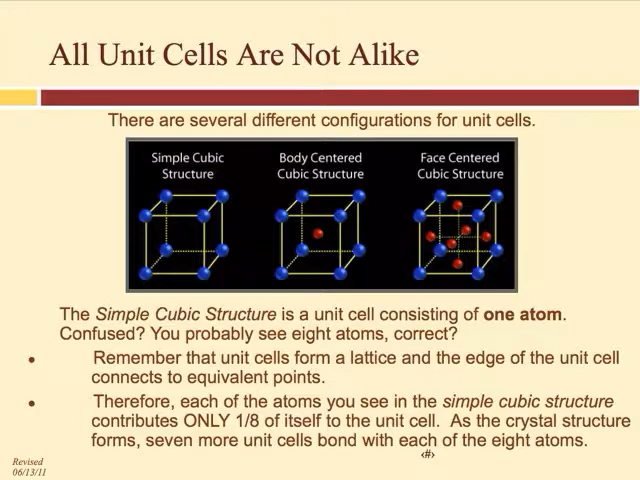 All Unit Cells Are Not Alike
There are several different configurations for unit cells.
Simple Cubic
Structure
Body Centered
Cubic Structure
Face Centered
Cubic Structure
The Simple Cubic Structure is a unit cell consisting of one atom.
Confused? You probably see eight atoms, correct?
• Remember that unit cells form a lattice and the edge of the unit cell
connects to equivalent points.
• Therefore, each of the atoms you see in the simple cubic structure
contributes ONLY 1/8 of itself to the unit cell. As the crystal structure
forms, seven more unit cells bond with each of the eight atoms.
‹#›
Revised
06/13/11